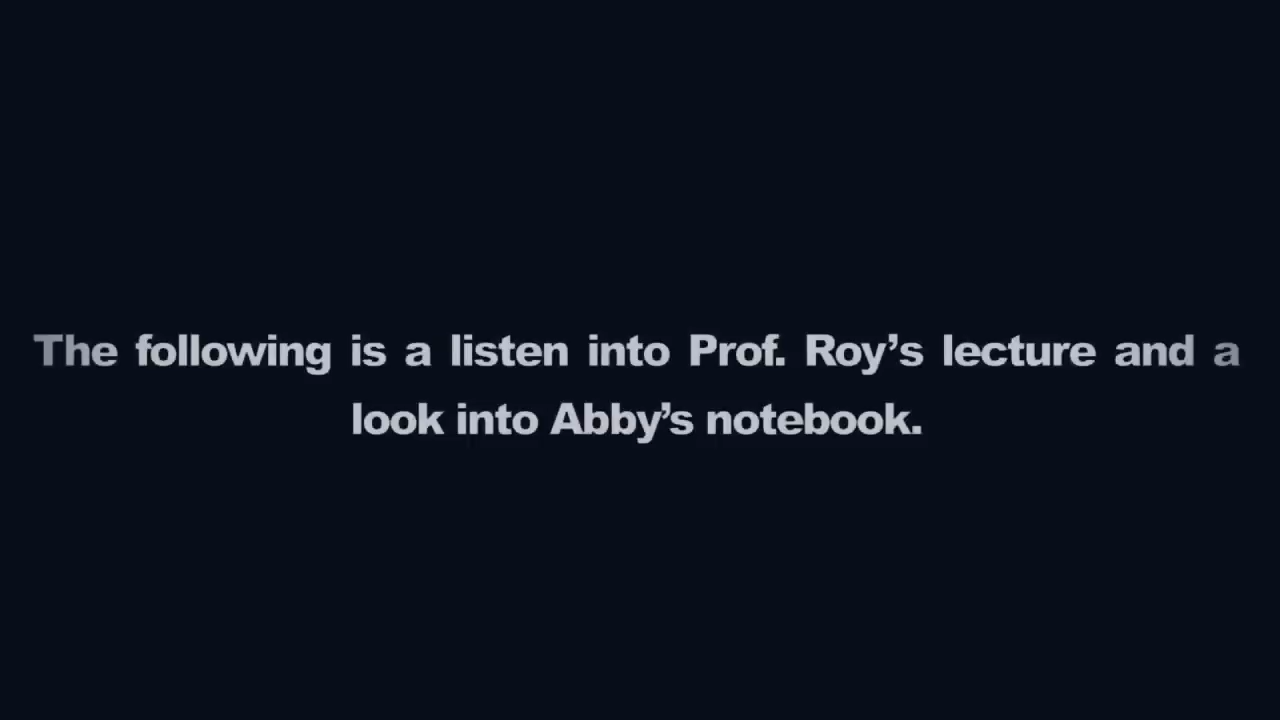 The following is a listen into Prof. Roy’s lecture and a
look into Abby’s notebook.